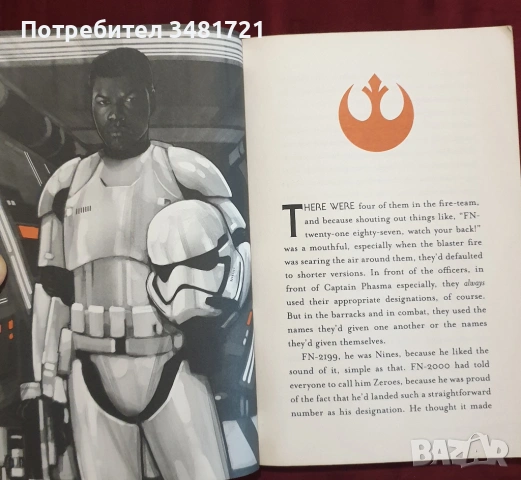 Потребител 3481721
THERE WERE four of them in the fire-team,
and because shouting out things like, "FN-
twenty-one eighty-seven, watch your back!"
was a mouthful, especially when the blaster fire
was searing the air around them, they'd defaulted
to shorter versions. In front of the officers, in
front of Captain Phasma especially, they always
used their appropriate designations, of course.
But in the barracks and in combat, they used the
names they'd given one another or the names
they'd given themselves.
FN-2199, he was Nines, because he liked the
sound of it, simple as that. FN-2000 had told
everyone to call him Zeroes, because he was proud
of the fact that he'd landed such a straightforward
number as his designation. He thought it made
BAZAR